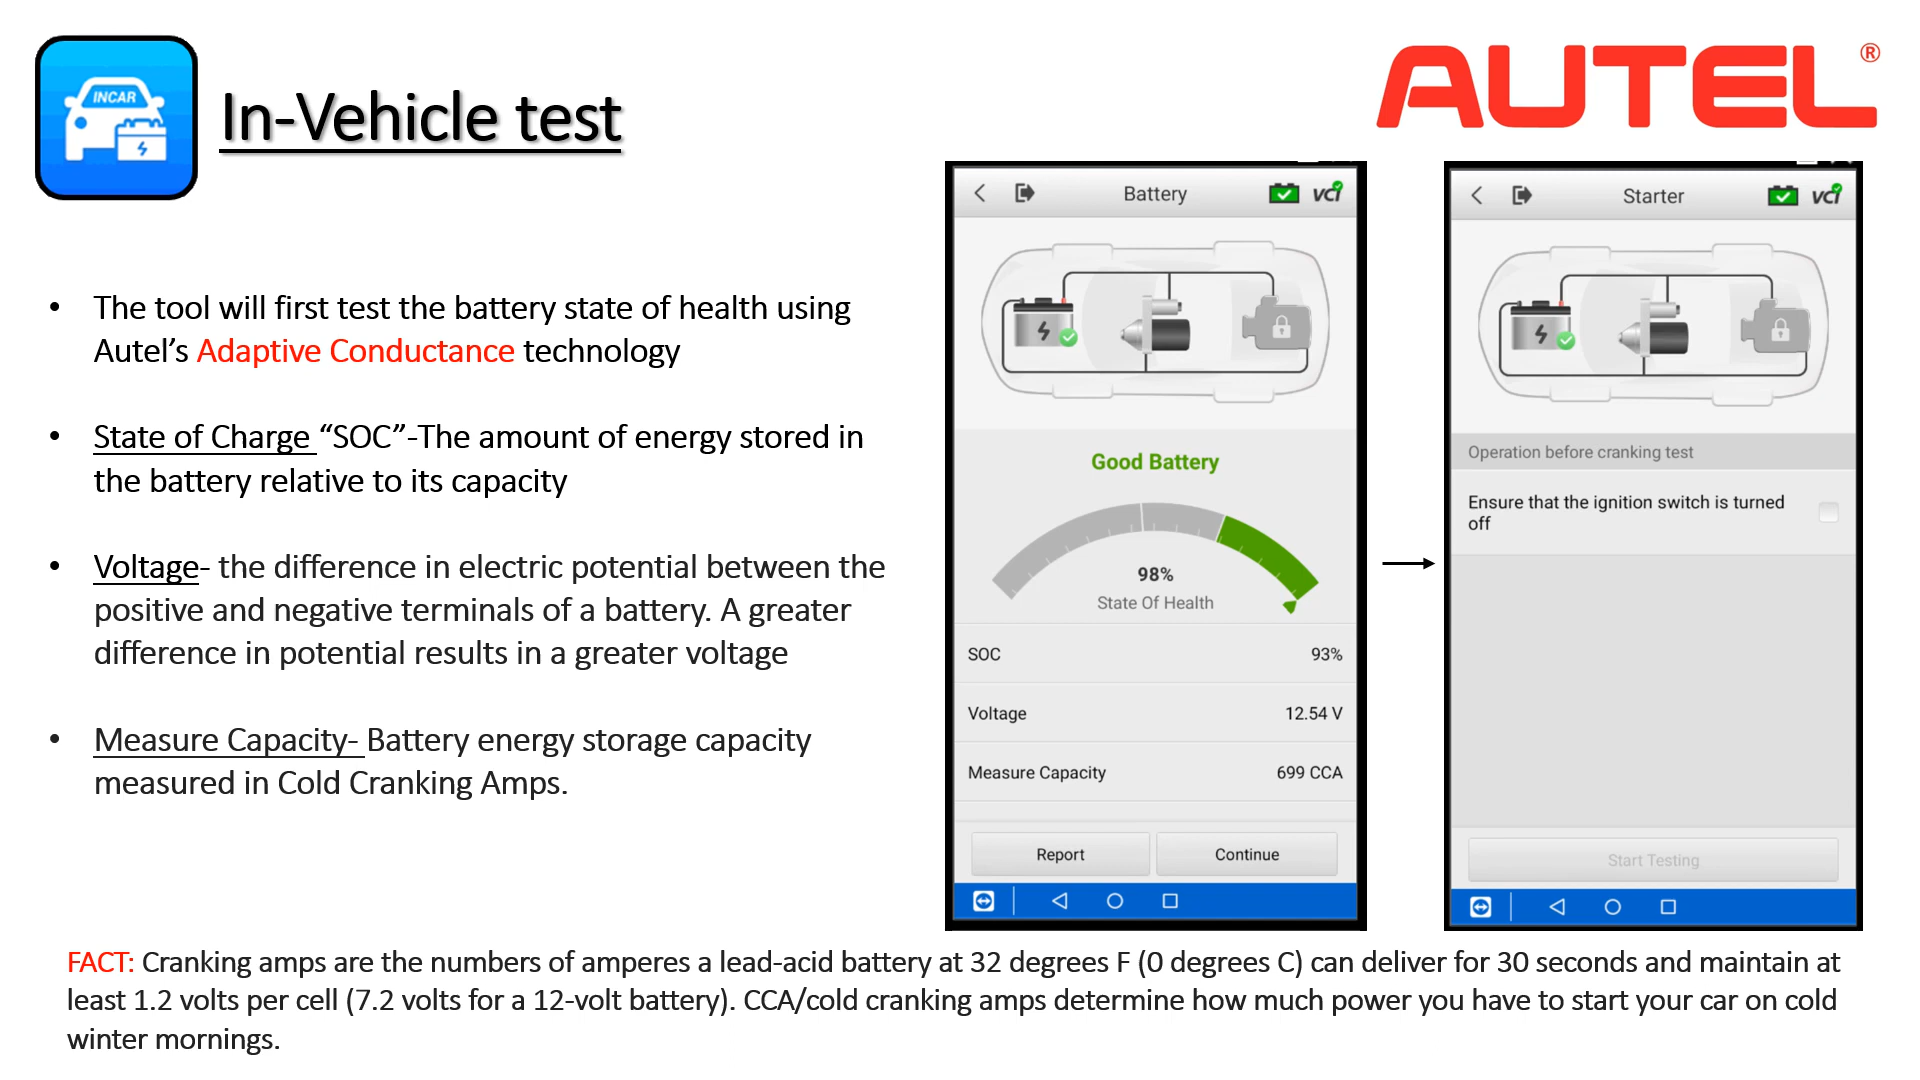 INCAR
In-Vehicle test
AUTEL®
• The tool will first test the battery state of health using
Autel’s Adaptive Conductance technology
• State of Charge “SOC”-The amount of energy stored in
the battery relative to its capacity
• Voltage- the difference in electric potential between the
positive and negative terminals of a battery. A greater
difference in potential results in a greater voltage
• Measure Capacity- Battery energy storage capacity
measured in Cold Cranking Amps.
Battery
VCI
Good Battery
98%
State Of Health
SOC 93%
Voltage 12.54 V
Measure Capacity 699 CCA
Report Continue
Starter
VCI
Operation before cranking test
Ensure that the ignition switch is turned
off
Start Testing
FACT: Cranking amps are the numbers of amperes a lead-acid battery at 32 degrees F (0 degrees C) can deliver for 30 seconds and maintain at
least 1.2 volts per cell (7.2 volts for a 12-volt battery). CCA/cold cranking amps determine how much power you have to start your car on cold
winter mornings.